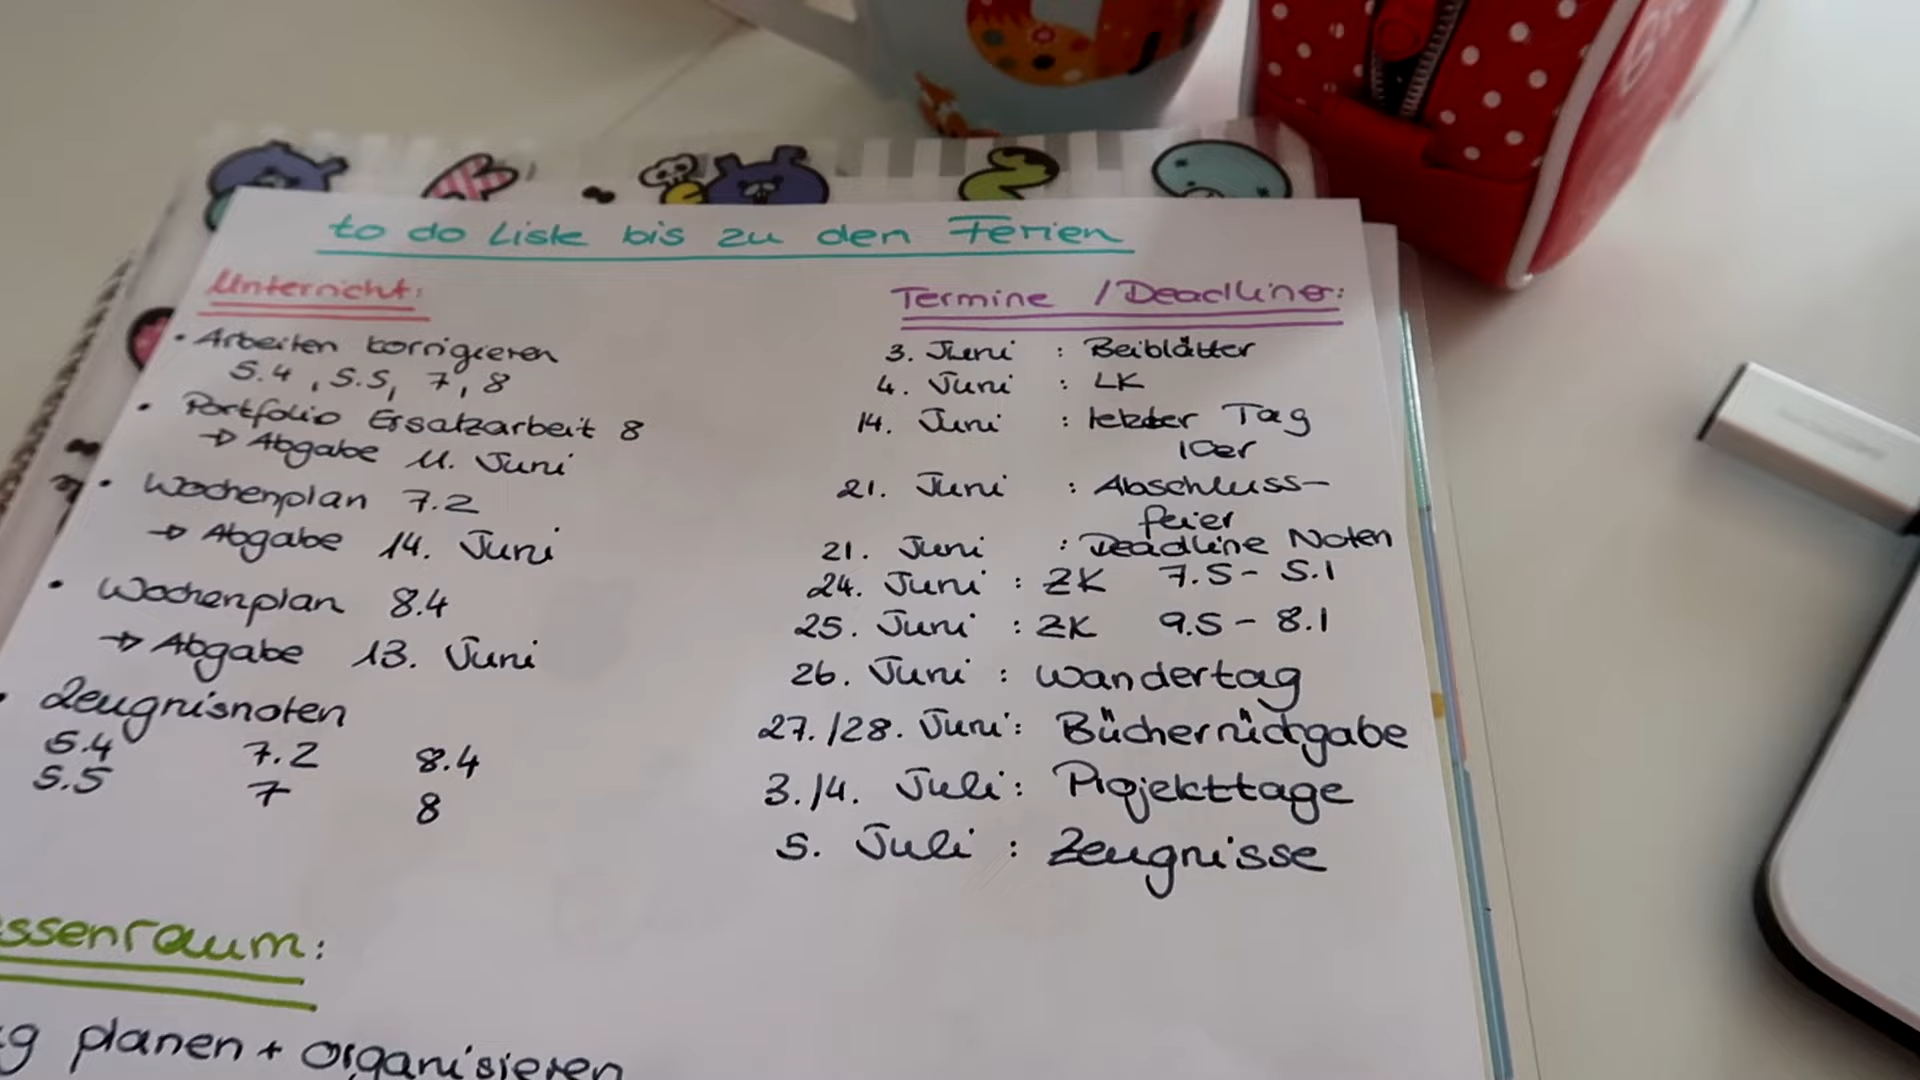 to do Liste bis zu den Ferien
Unterricht:
• Arbeiten korrigieren
5.4, 5.5, 7, 8
• Portfolio Ersatzarbeit 8
→ Abgabe 11. Juni
• Wochenplan 7.2
→ Abgabe 14. Juni
• Wochenplan 8.4
→ Abgabe 13. Juni
• Zeugnisnoten
5.4 7.2 8.4
5.5 7 8
ssenraum:
g planen + organisieren
Termine / Deadlines:
3. Juni : Beiblätter
4. Juni : LK
14. Juni : letzter Tag
10er
21. Juni : Abschluss-
feier
21. Juni : Deadline Noten
24. Juni : ZK 7.5 - 5.1
25. Juni : ZK 9.5 - 8.1
26. Juni : Wandertag
27./28. Juni: Bücherrückgabe
3./4. Juli: Projekttage
5. Juli : Zeugnisse